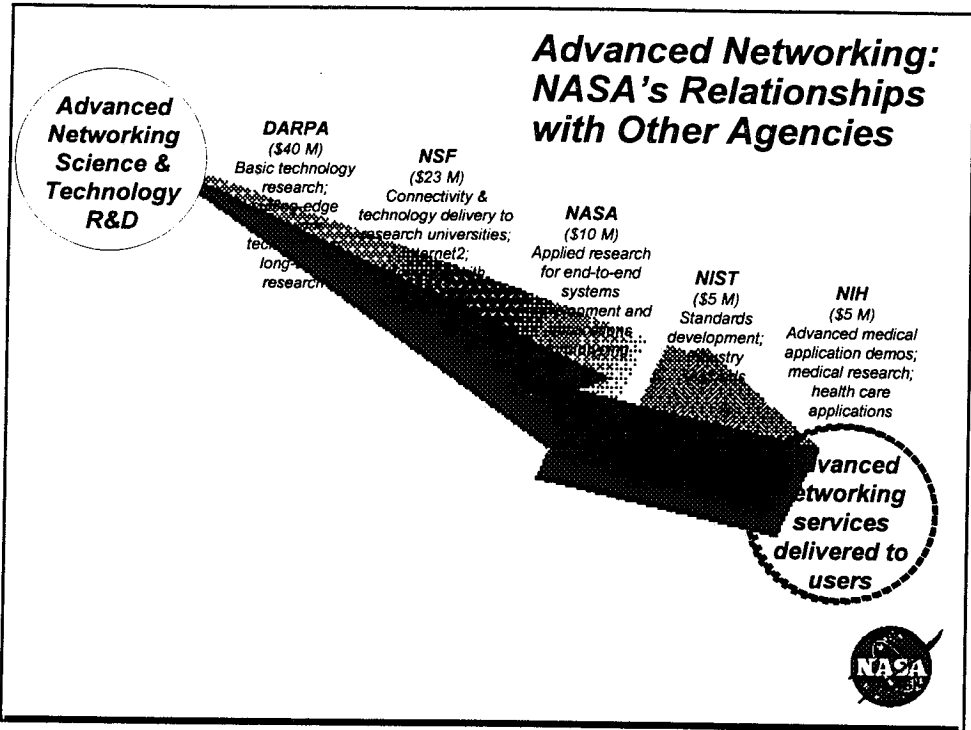 Advanced Networking:
NASA's Relationships
with Other Agencies
Advanced
Networking
Science &
Technology
R&D
DARPA
($40 M)
Basic technology
research;
long-
research
NSF
($23 M)
Connectivity &
technology delivery to
research universities;
NASA
($10 M)
Applied research
for end-to-end
systems
and
NIST
($5 M)
Standards
development;
NIH
($5 M)
Advanced medical
application demos;
medical research;
health care
applications
services
delivered to
users
NASA